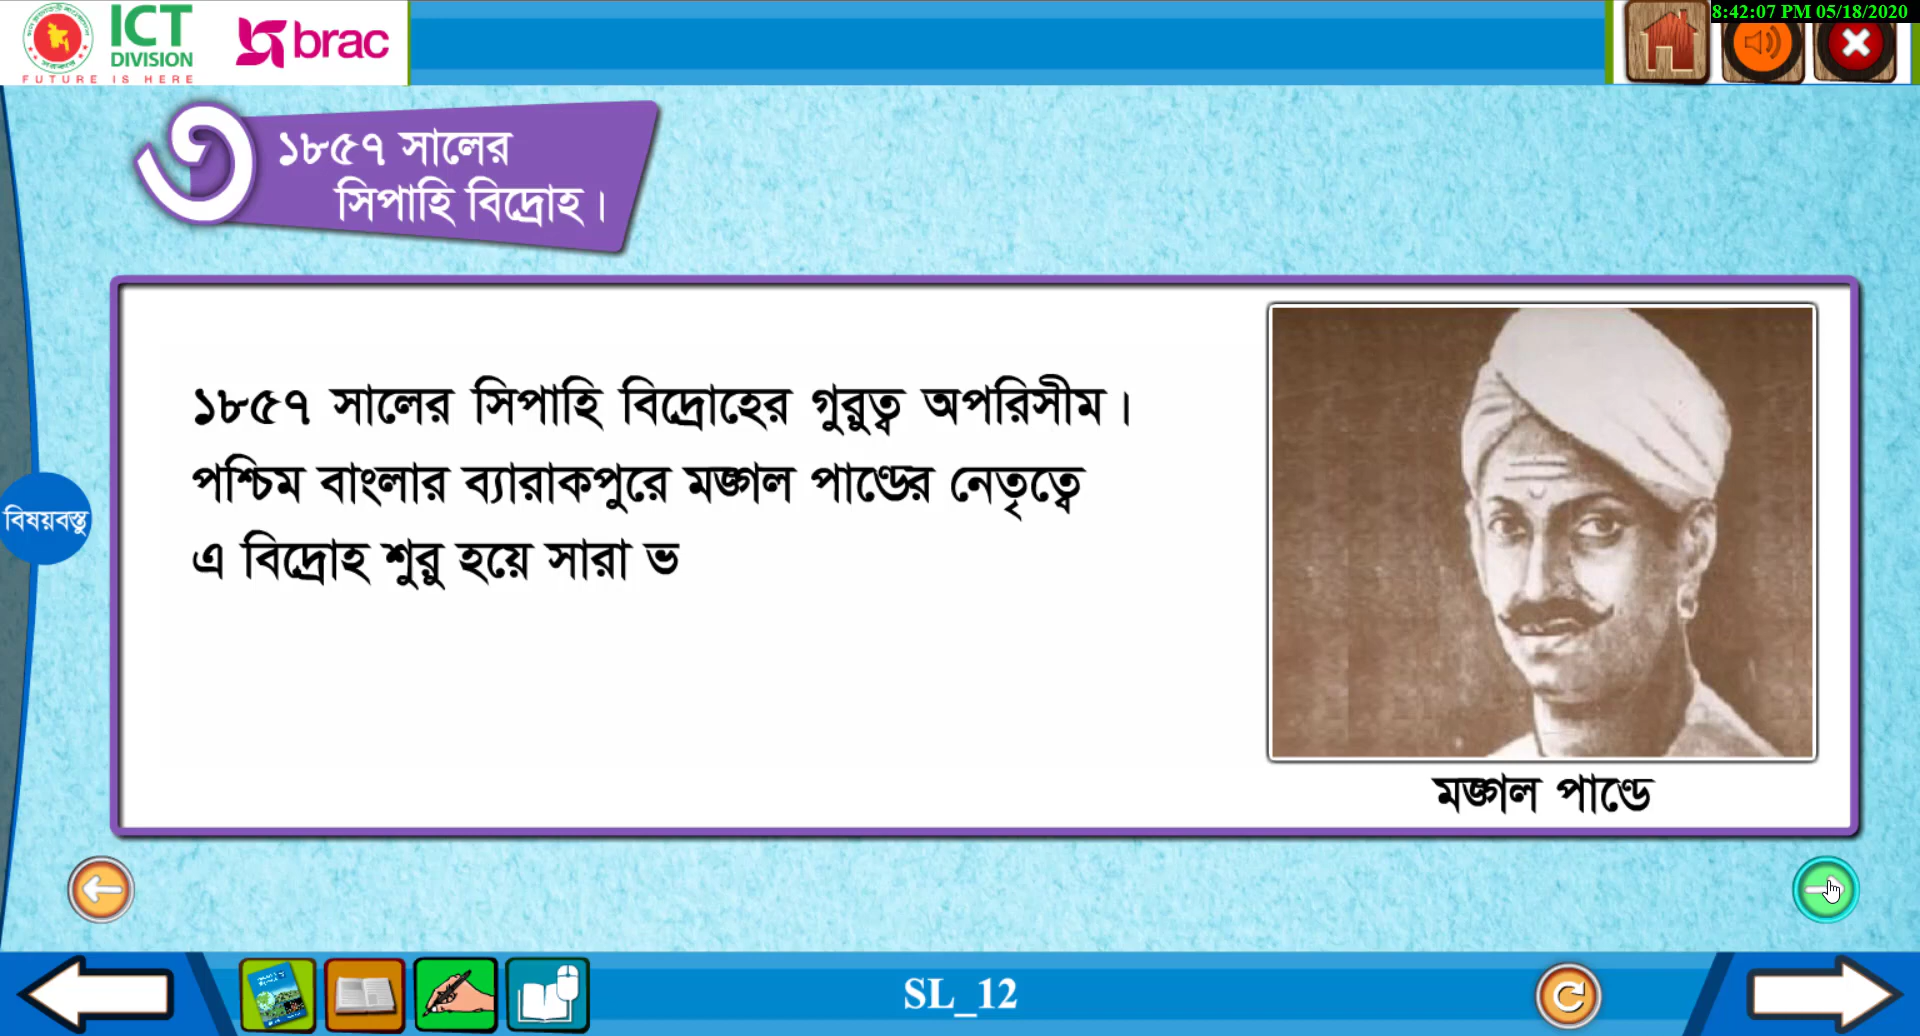 8:42:07 PM 05/18/2020
ICT
DIVISION
FUTURE IS HERE
brac
৩
১৮৫৭ সালের
সিপাহি বিদ্রোহ।
১৮৫৭ সালের সিপাহি বিদ্রোহের গুরুত্ব অপরিসীম।
পশ্চিম বাংলার ব্যারাকপুরে মঙ্গল পাণ্ডের নেতৃত্বে
এ বিদ্রোহ শুরু হয়ে সারা ভ
বিষয়বস্তু
মঙ্গল পাণ্ডে
SL_12